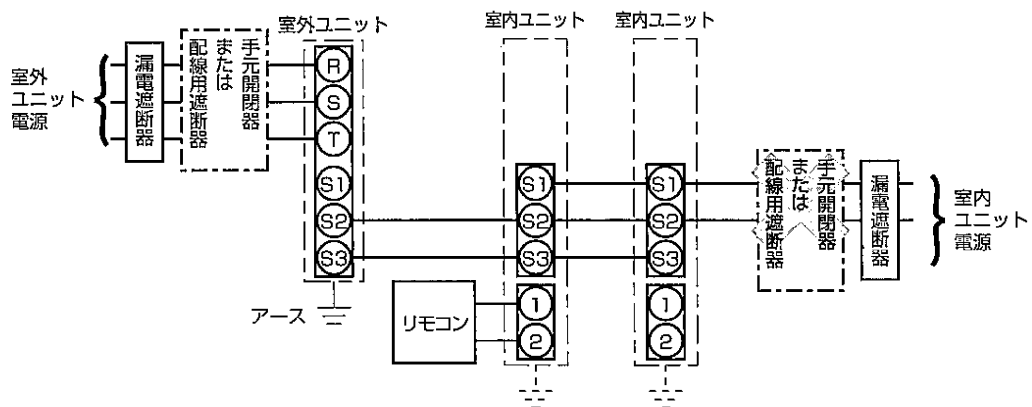 室外ユニット
室内ユニット
室内ユニット
室外
ユニット
電源
漏電遮断器
手元開閉器
または
配線用遮断器
R
S
T
S1
S2
S3
アース
リモコン
S1
S2
S3
1
2
S1
S2
S3
1
2
手元開閉器
または
配線用遮断器
漏電遮断器
室内
ユニット
電源